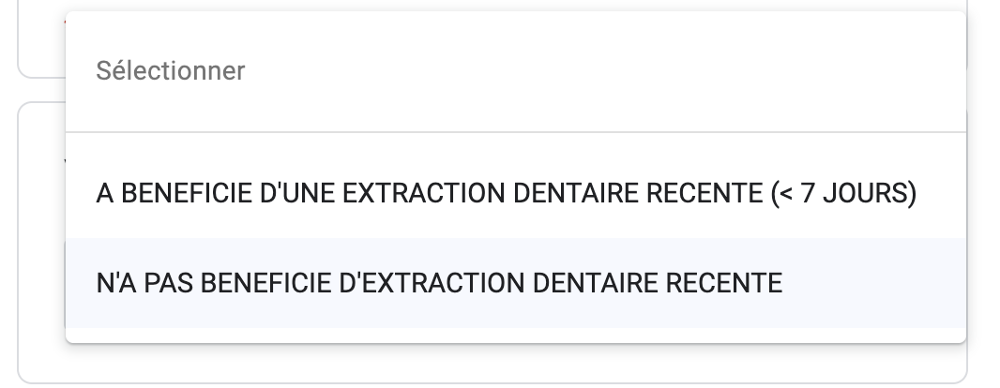 Sélectionner
A BENEFICIE D'UNE EXTRACTION DENTAIRE RECENTE (< 7 JOURS)
N'A PAS BENEFICIE D'EXTRACTION DENTAIRE RECENTE